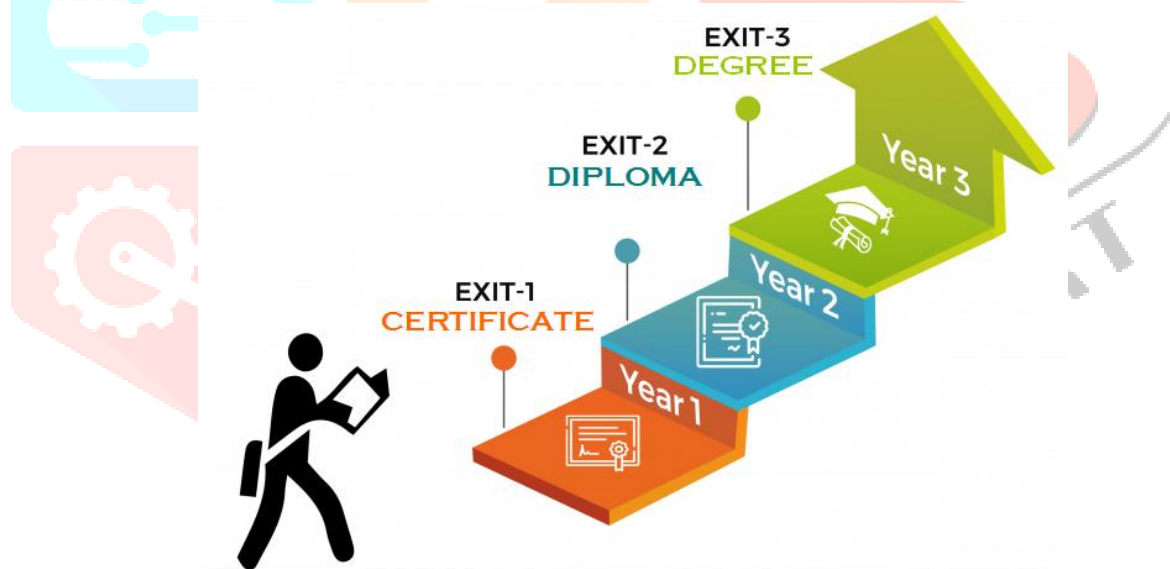 EXIT-3
DEGREE
Year 3
EXIT-2
DIPLOMA
Year 2
EXIT-1
CERTIFICATE
Year 1